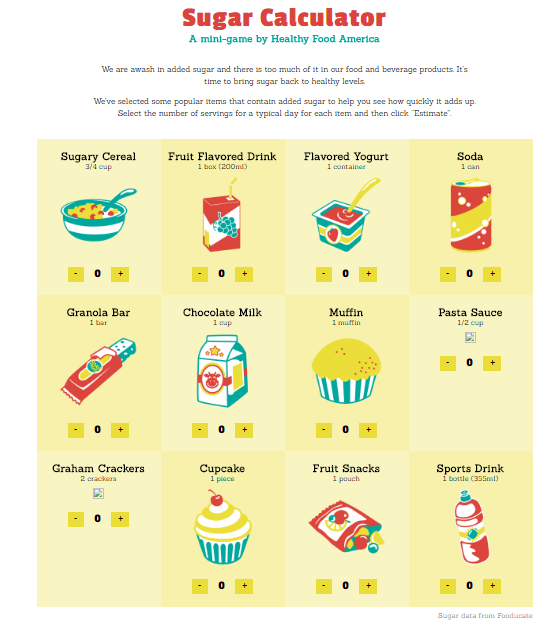 Sugar Calculator
A mini-game by Healthy Food America
We are awash in added sugar and there is too much of it in our food and beverage products. It's
time to bring sugar back to healthy levels.
We've selected some popular items that contain added sugar to help you see how quickly it adds up.
Select the number of servings for a typical day for each item and then click "Estimate".
Sugary Cereal
3/4 cup
- 0 +
Fruit Flavored Drink
1 box (200ml)
- 0 +
Flavored Yogurt
1 container
- 0 +
Soda
1 can
- 0 +
Granola Bar
1 bar
- 0 +
Chocolate Milk
1 cup
- 0 +
Muffin
1 muffin
- 0 +
Pasta Sauce
1/2 cup
- 0 +
Graham Crackers
2 crackers
- 0 +
Cupcake
1 piece
- 0 +
Fruit Snacks
1 pouch
- 0 +
Sports Drink
1 bottle (355ml)
- 0 +
Sugar data from Fooducate